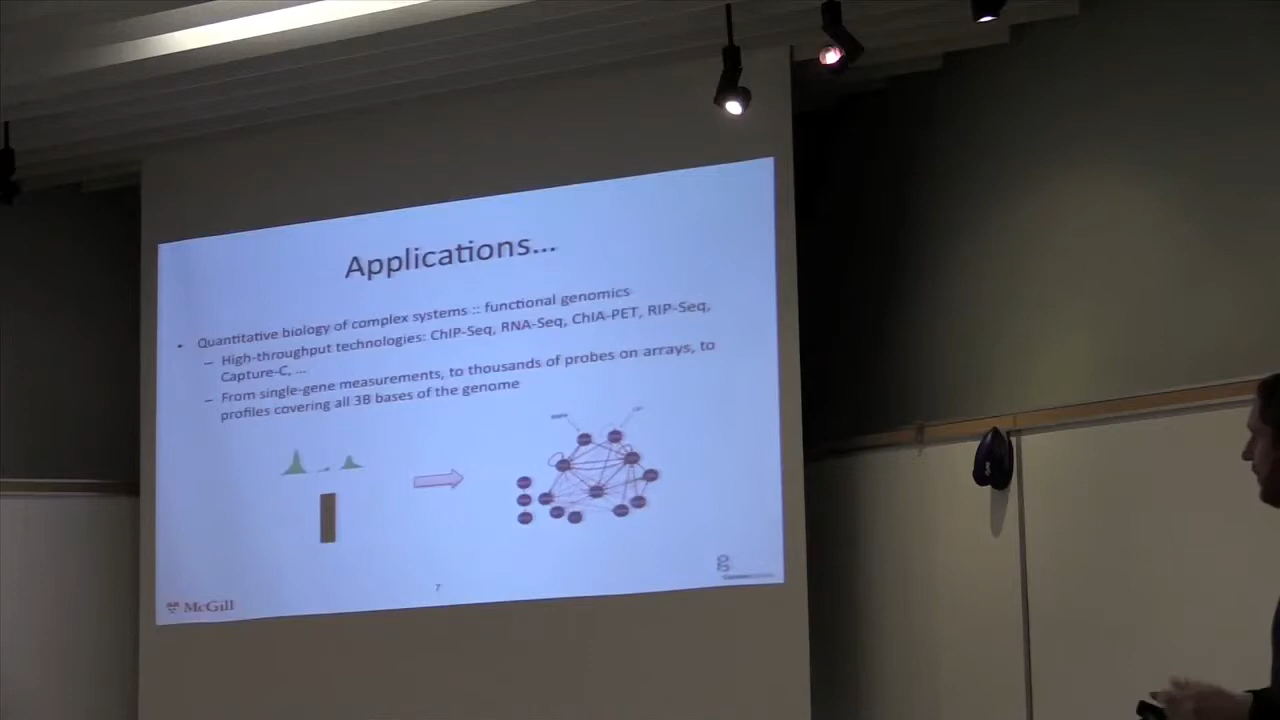 Applications...
• Quantitative biology of complex systems :: functional genomics
– High-throughput technologies: ChIP-Seq, RNA-Seq, ChIA-PET, RIP-Seq,
Capture-C, ...
– From single-gene measurements, to thousands of probes on arrays, to
profiles covering all 3B bases of the genome
7
McGill